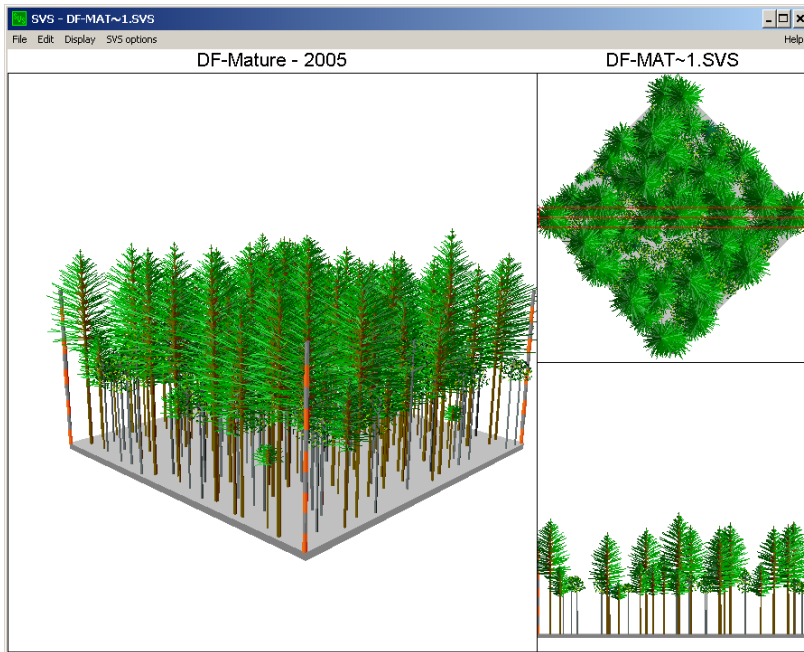 SVS - DF-MAT~1.SVS
File Edit Display SVS options Help
DF-Mature - 2005
DF-MAT~1.SVS